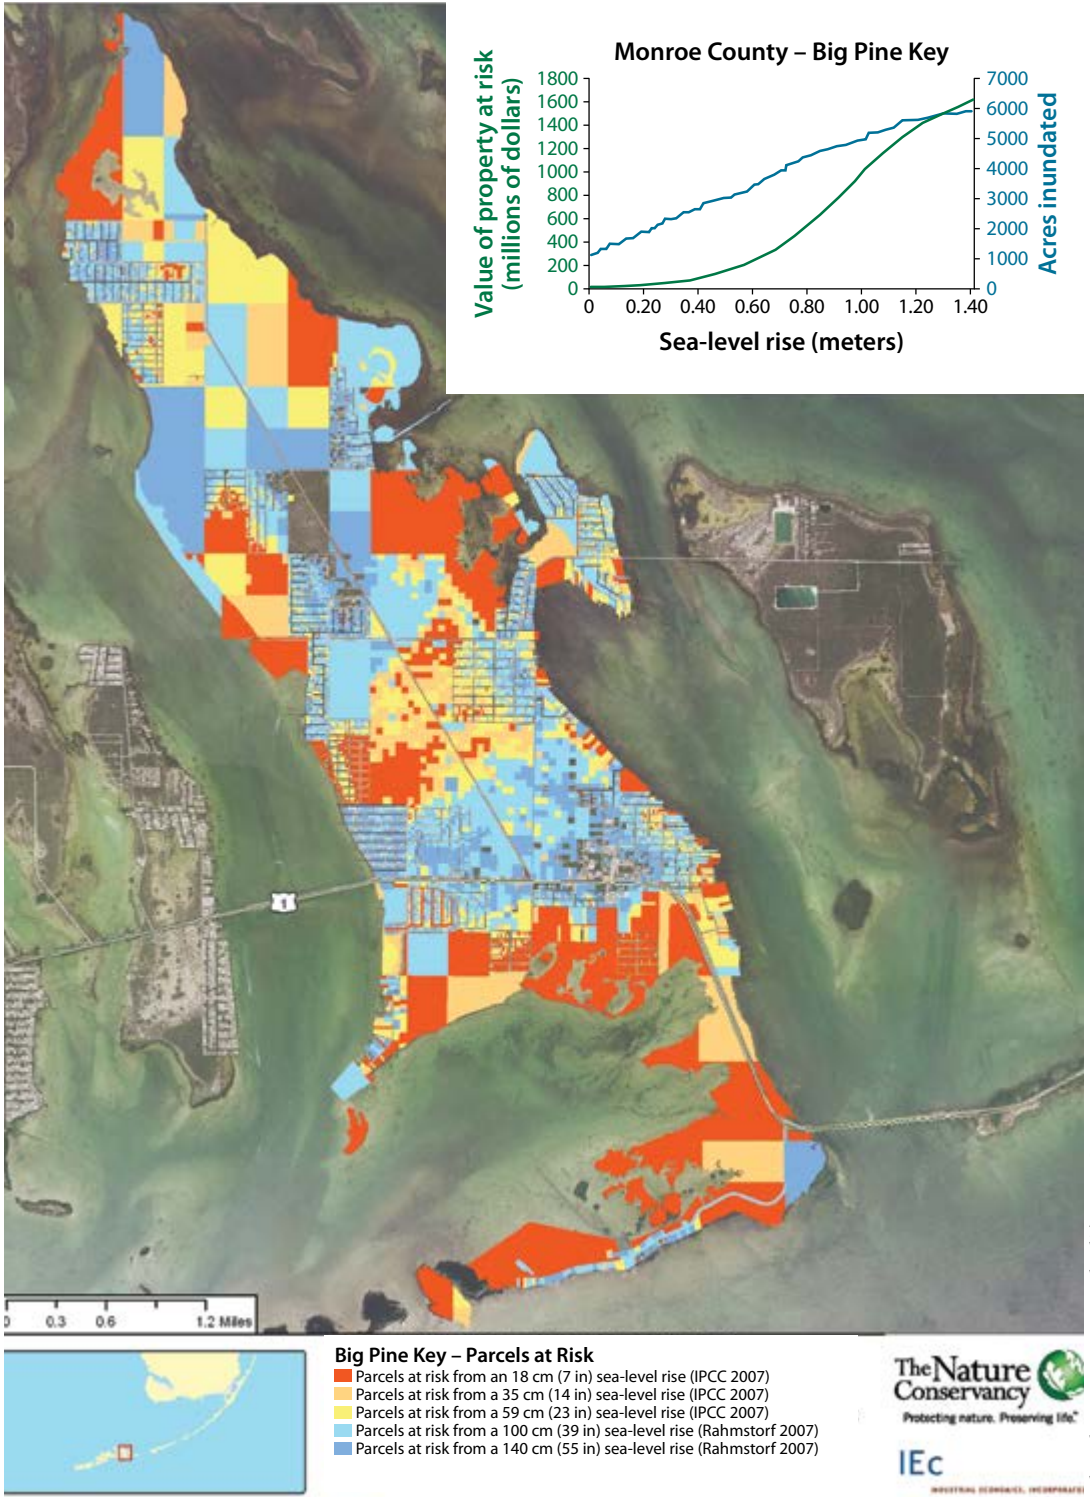 Monroe County – Big Pine Key
Value of property at risk
(millions of dollars)
1800
1600
1400
1200
1000
800
600
400
200
0
7000
6000
5000
4000
3000
2000
1000
0
Acres inundated
0
0.20
0.40
0.60
0.80
1.00
1.20
1.40
Sea-level rise (meters)
1
0 0.3 0.6 1.2 Miles
Big Pine Key – Parcels at Risk
Parcels at risk from an 18 cm (7 in) sea-level rise (IPCC 2007)
Parcels at risk from a 35 cm (14 in) sea-level rise (IPCC 2007)
Parcels at risk from a 59 cm (23 in) sea-level rise (IPCC 2007)
Parcels at risk from a 100 cm (39 in) sea-level rise (Rahmstorf 2007)
Parcels at risk from a 140 cm (55 in) sea-level rise (Rahmstorf 2007)
The Nature
Conservancy
Protecting nature. Preserving life.™
IEc
INDUSTRIAL ECONOMICS, INCORPORATED